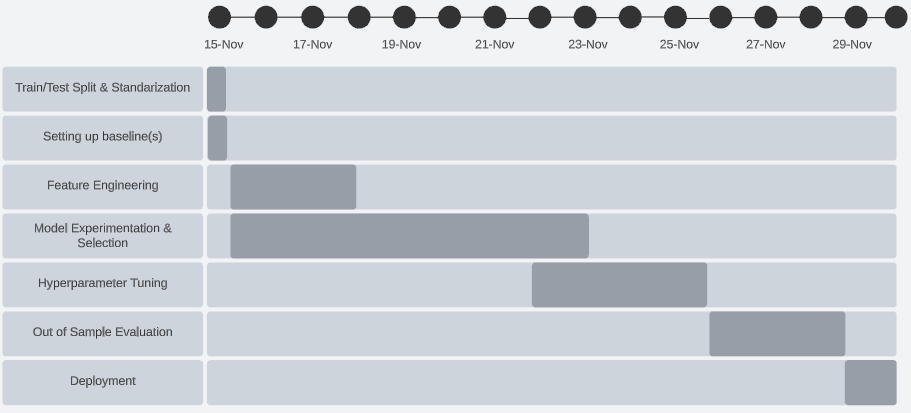 15-Nov 17-Nov 19-Nov 21-Nov 23-Nov 25-Nov 27-Nov 29-Nov
Train/Test Split & Standarization
Setting up baseline(s)
Feature Engineering
Model Experimentation &
Selection
Hyperparameter Tuning
Out of Sample Evaluation
Deployment